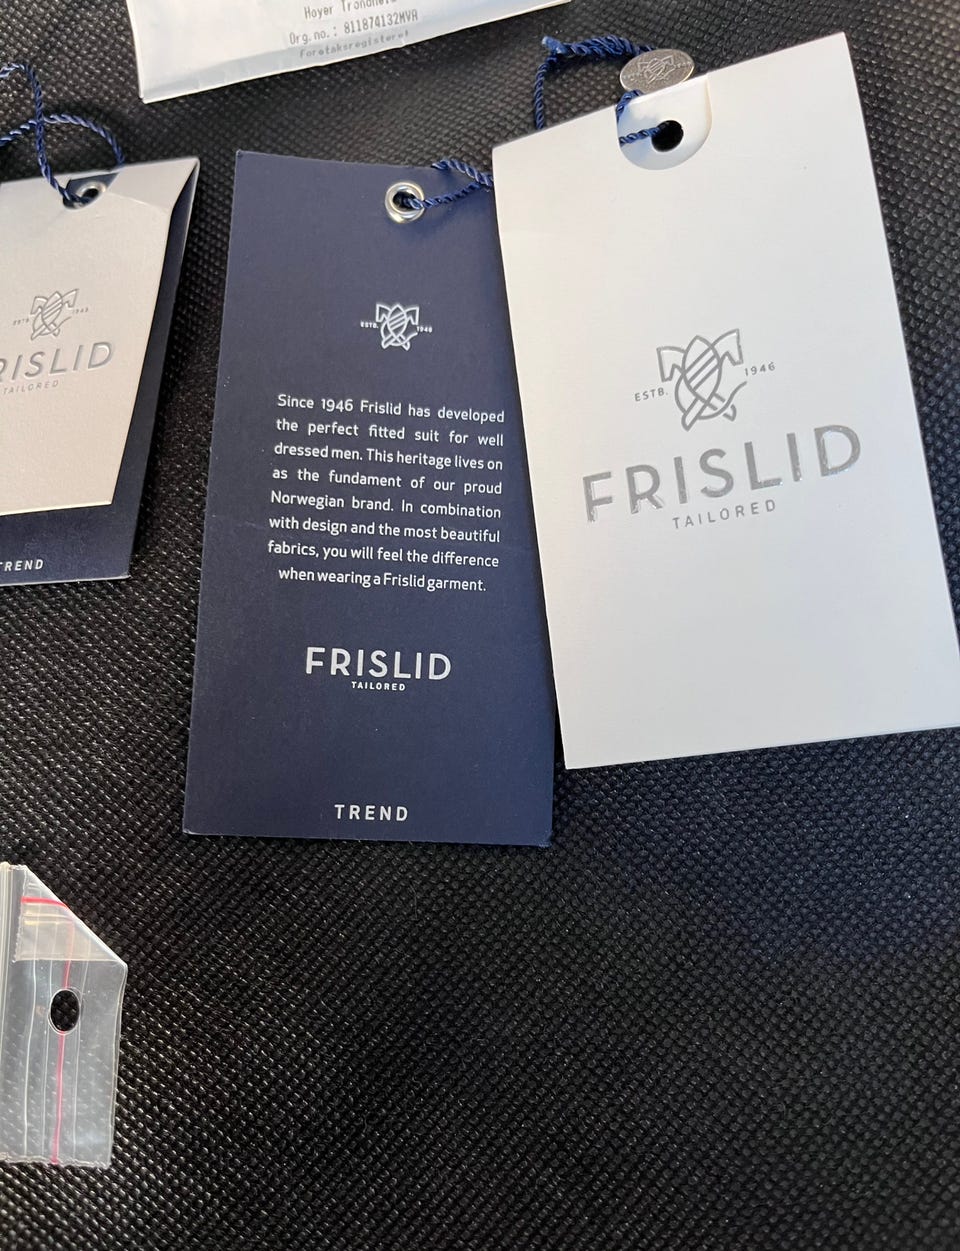 Høyer Trondheim
Org.no.: 811874132MVA
Foretaksregisteret
ESTB. 1946
FRISLID
TAILORED
TREND
ESTB. 1946
Since 1946 Frislid has developed
the perfect fitted suit for well
dressed men. This heritage lives on
as the fundament of our proud
Norwegian brand. In combination
with design and the most beautiful
fabrics, you will feel the difference
when wearing a Frislid garment.
FRISLID
TAILORED
TREND
ESTB. 1946
FRISLID
TAILORED